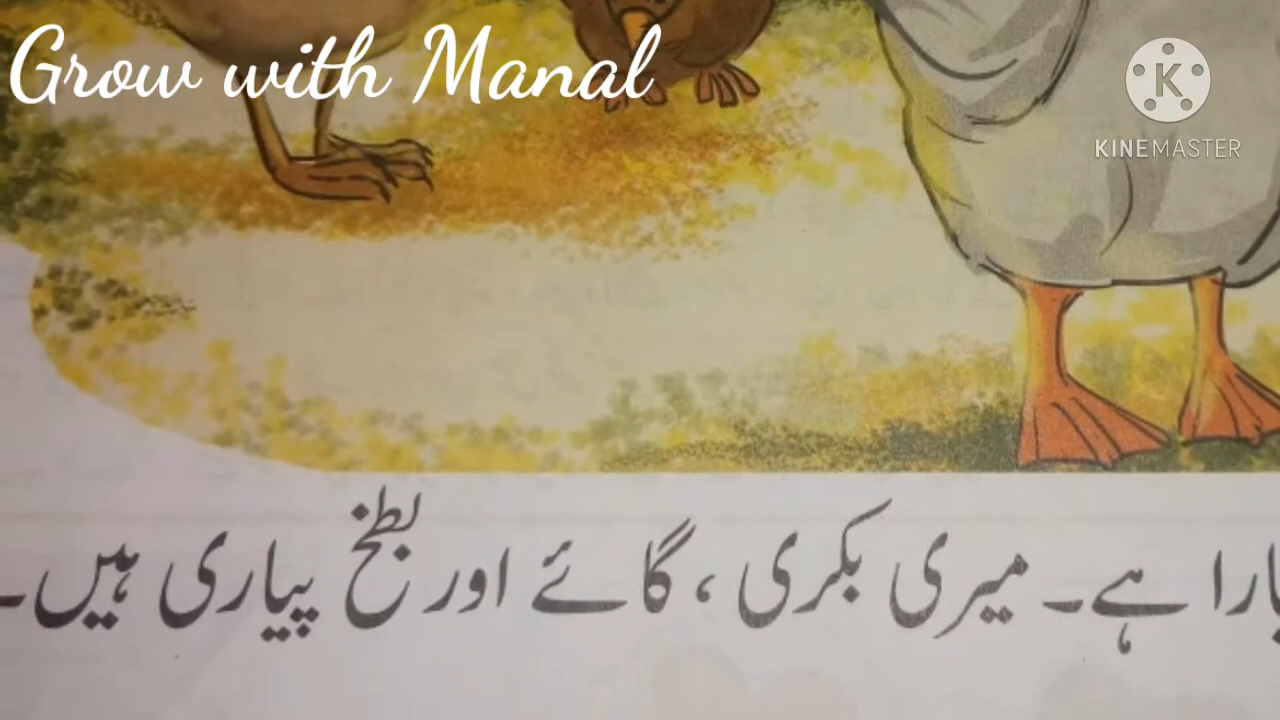 Grow with Manal
KINEMASTER
ہے۔ میری بکری ، گائے اور بطخ پیاری ہیں۔